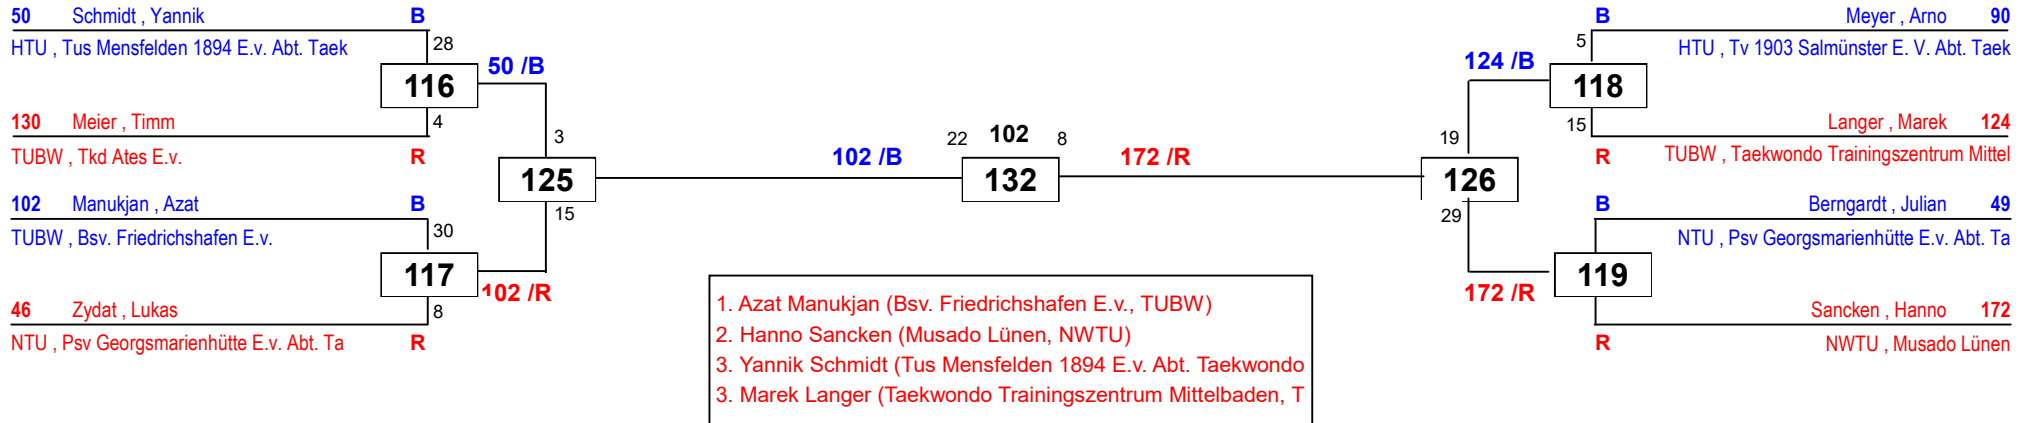 50 Schmidt , Yannik B
HTU , Tus Mensfelden 1894 E.v. Abt. Taek
28
116
50 /B
4
130 Meier , Timm
TUBW , Tkd Ates E.v. R
3
125
15
102 Manukjan , Azat B
TUBW , Bsv. Friedrichshafen E.v.
30
117
102 /R
8
46 Zydat , Lukas
NTU , Psv Georgsmarienhütte E.v. Abt. Ta R
102 /B
22 102 8
132
172 /R
B Meyer , Arno 90
HTU , Tv 1903 Salmünster E. V. Abt. Taek
5
124 /B
118
15
Langer , Marek 124
R TUBW , Taekwondo Trainingszentrum Mittel
19
126
29
B Berngardt , Julian 49
NTU , Psv Georgsmarienhütte E.v. Abt. Ta
119
172 /R
Sancken , Hanno 172
R NWTU , Musado Lünen
1. Azat Manukjan (Bsv. Friedrichshafen E.v., TUBW)
2. Hanno Sancken (Musado Lünen, NWTU)
3. Yannik Schmidt (Tus Mensfelden 1894 E.v. Abt. Taekwondo
3. Marek Langer (Taekwondo Trainingszentrum Mittelbaden, T